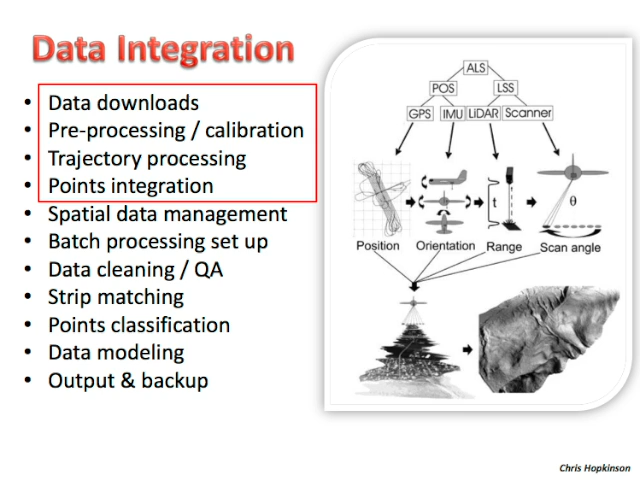 Data Integration
• Data downloads
• Pre-processing / calibration
• Trajectory processing
• Points integration
• Spatial data management
• Batch processing set up
• Data cleaning / QA
• Strip matching
• Points classification
• Data modeling
• Output & backup
ALS
POS LSS
GPS IMU LiDAR Scanner
t θ
Position Orientation Range Scan angle
Chris Hopkinson